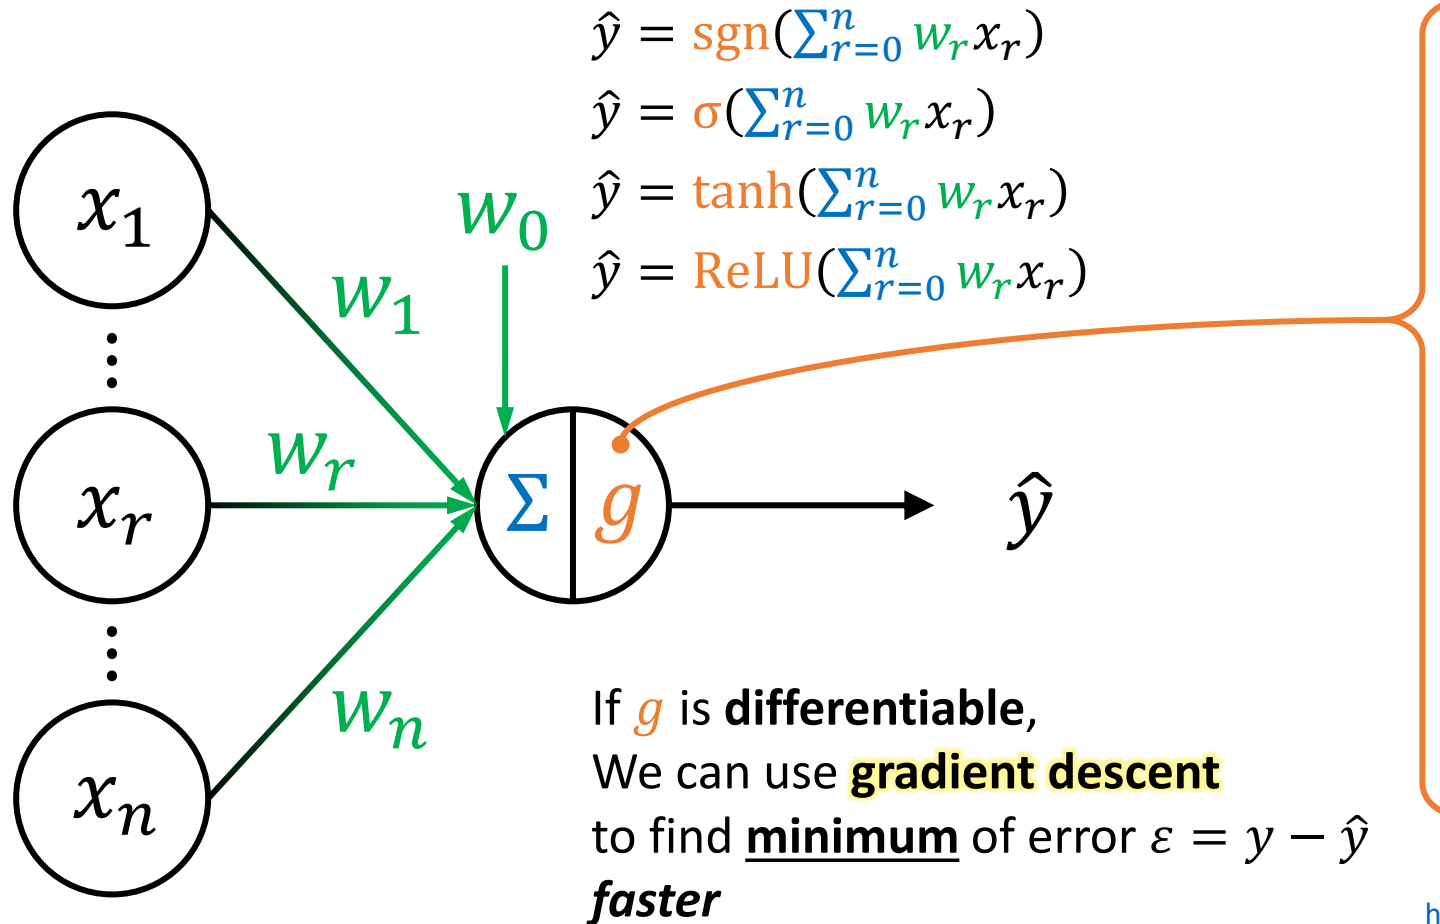 ŷ = sgn(∑ⁿᵣ₌₀ wᵣxᵣ)
ŷ = σ(∑ⁿᵣ₌₀ wᵣxᵣ)
ŷ = tanh(∑ⁿᵣ₌₀ wᵣxᵣ)
ŷ = ReLU(∑ⁿᵣ₌₀ wᵣxᵣ)
x₁
w₀
w₁
wᵣ
xᵣ
Σ g
ŷ
wₙ
xₙ
If g is differentiable,
We can use gradient descent
to find minimum of error ε = y − ŷ
faster
h